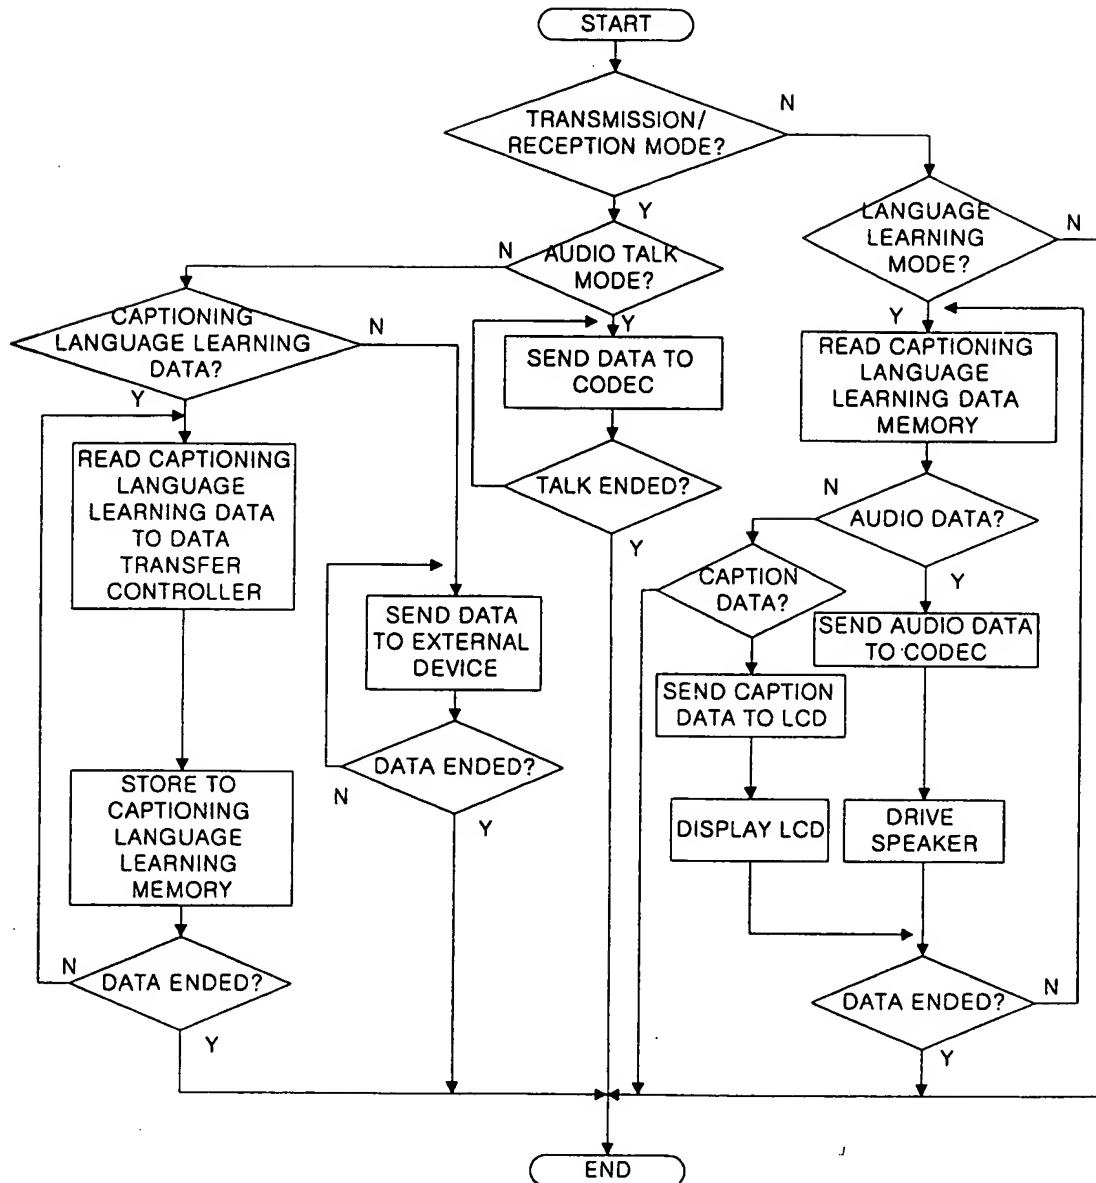 START
TRANSMISSION/
RECEPTION MODE?
N
Y
LANGUAGE
LEARNING
MODE?
N
Y
AUDIO TALK
MODE?
N
Y
CAPTIONING
LANGUAGE LEARNING
DATA?
N
Y
SEND DATA TO
CODEC
TALK ENDED?
Y
READ CAPTIONING
LANGUAGE
LEARNING DATA
TO DATA
TRANSFER
CONTROLLER
STORE TO
CAPTIONING
LANGUAGE
LEARNING
MEMORY
DATA ENDED?
N
Y
SEND DATA
TO EXTERNAL
DEVICE
DATA ENDED?
N
Y
READ CAPTIONING
LANGUAGE
LEARNING DATA
MEMORY
AUDIO DATA?
N
Y
CAPTION
DATA?
SEND CAPTION
DATA TO LCD
DISPLAY LCD
SEND AUDIO DATA
TO CODEC
DRIVE
SPEAKER
DATA ENDED?
N
Y
END